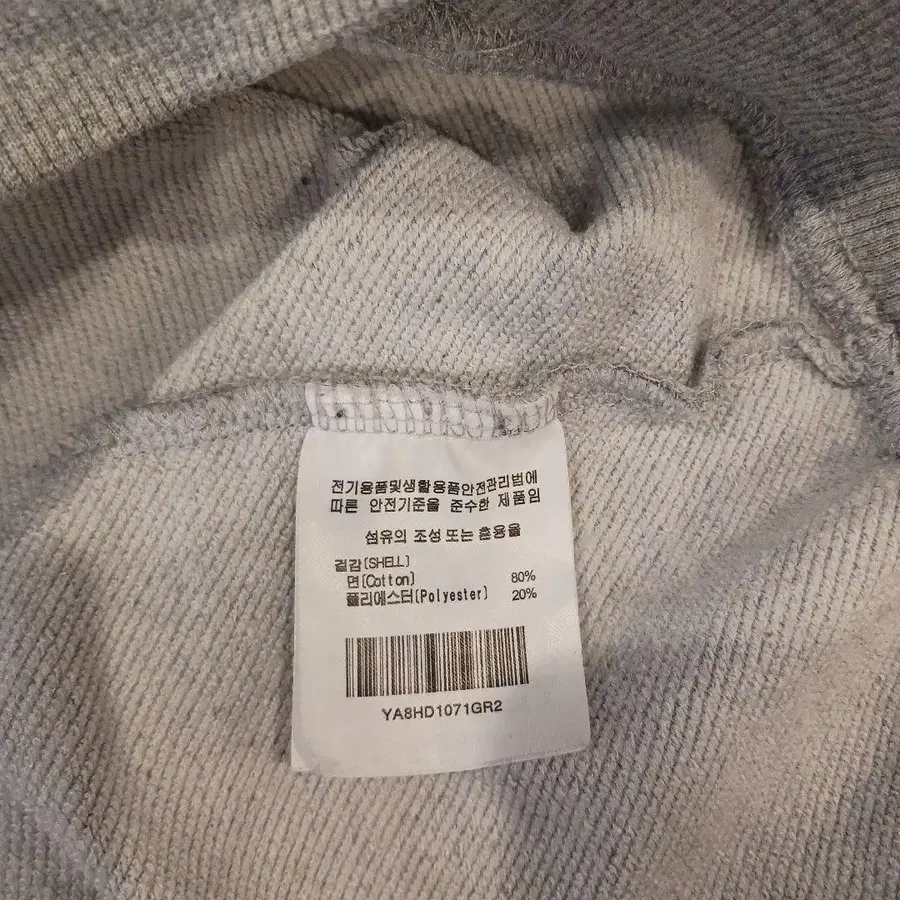 전기용품및생활용품안전관리법에
따른 안전기준을 준수한 제품임
섬유의 조성 또는 혼용율
겉감(SHELL)
면(Cotton) 80%
폴리에스터(Polyester) 20%
YA8HD1071GR2